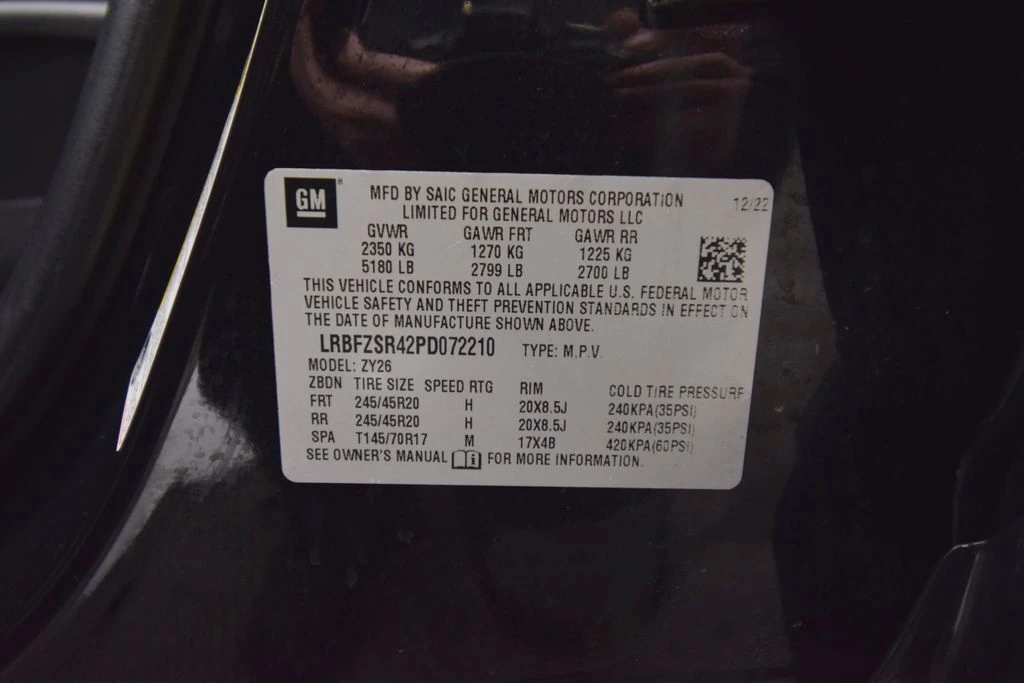 GM
MFD BY SAIC GENERAL MOTORS CORPORATION 12/22
LIMITED FOR GENERAL MOTORS LLC
GVWR GAWR FRT GAWR RR
2350 KG 1270 KG 1225 KG
5180 LB 2799 LB 2700 LB
THIS VEHICLE CONFORMS TO ALL APPLICABLE U.S. FEDERAL MOTOR
VEHICLE SAFETY AND THEFT PREVENTION STANDARDS IN EFFECT ON
THE DATE OF MANUFACTURE SHOWN ABOVE.
LRBFZSR42PD072210 TYPE: M.P.V
MODEL: ZY26
ZBDN TIRE SIZE SPEED RTG RIM COLD TIRE PRESSURE
FRT 245/45R20 H 20X8.5J 240KPA(35PSI)
RR 245/45R20 H 20X8.5J 240KPA(35PSI)
SPA T145/70R17 M 17X4B 420KPA(60PSI)
SEE OWNER'S MANUAL i FOR MORE INFORMATION.